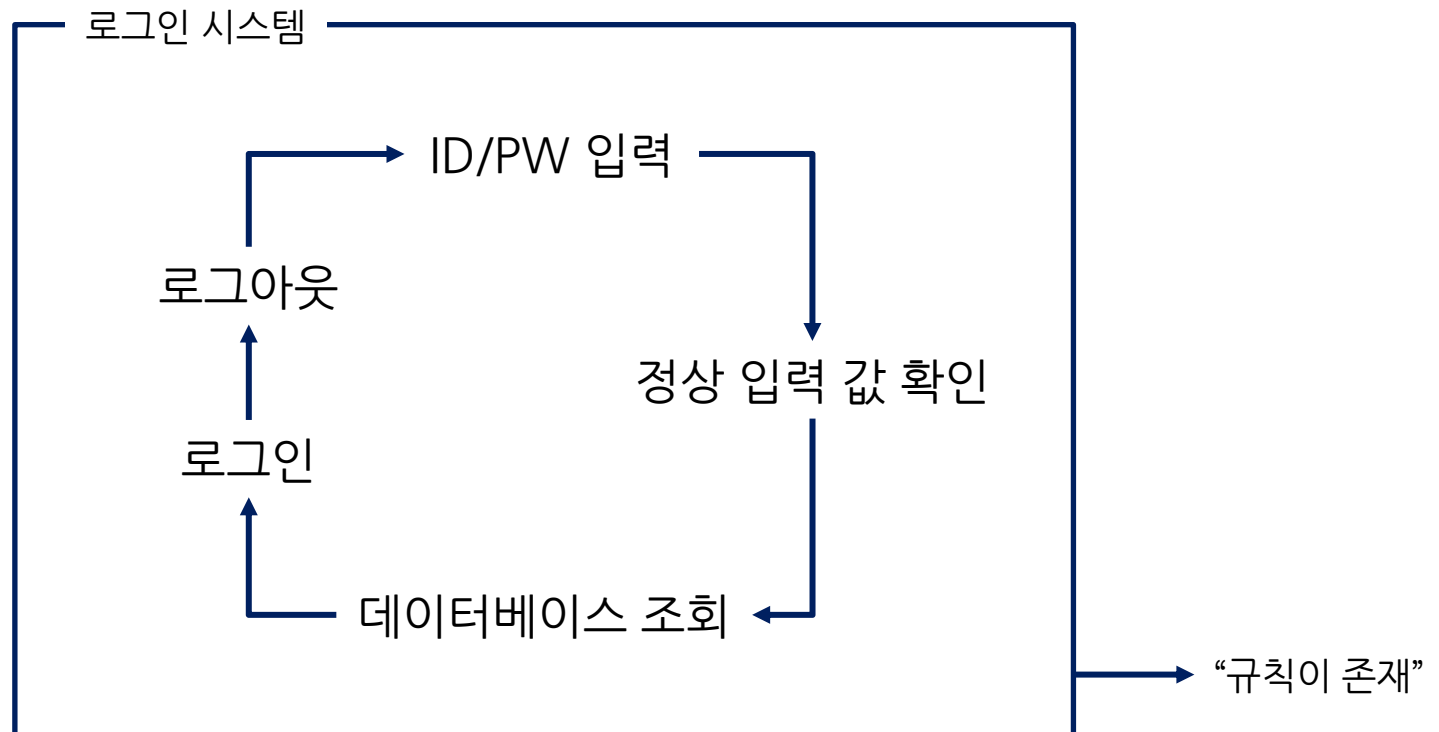 로그인 시스템
ID/PW 입력
로그아웃
정상 입력 값 확인
로그인
데이터베이스 조회
“규칙이 존재”